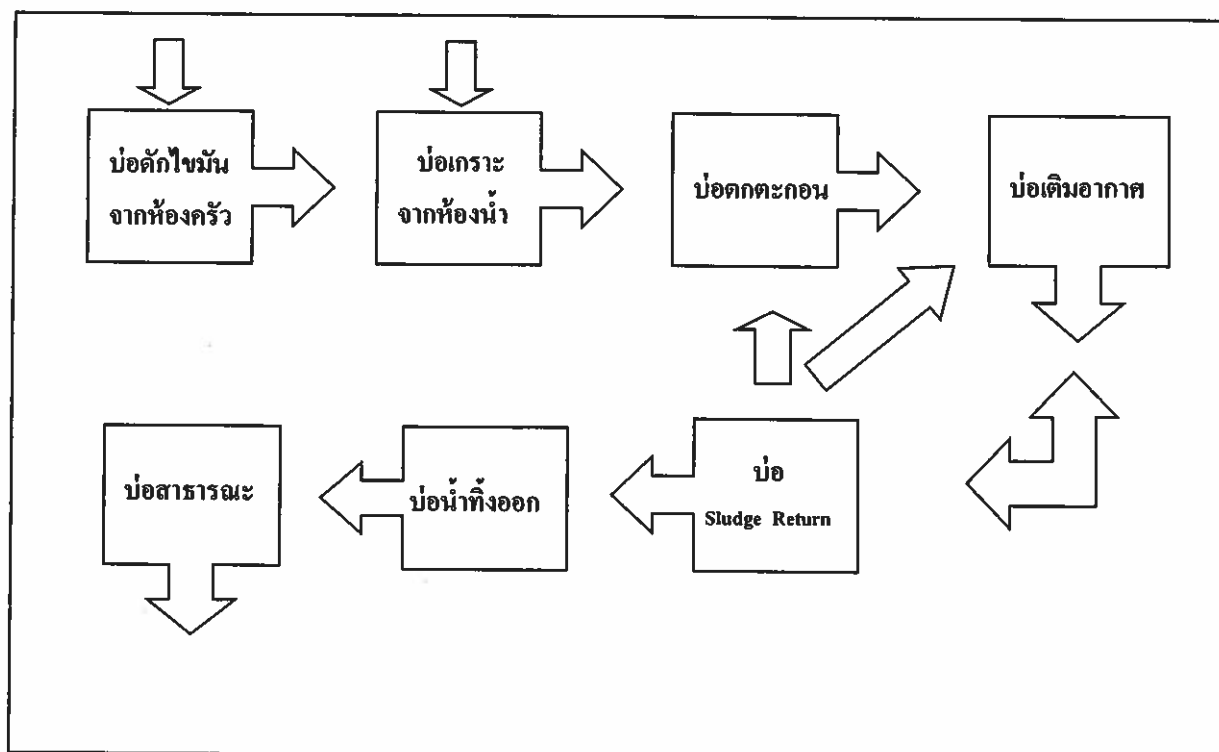 บ่อดักไขมัน
จากห้องครัว
บ่อเกราะ
จากห้องน้ำ
บ่อตกตะกอน
บ่อเติมอากาศ
บ่อสาธารณะ
บ่อน้ำทิ้งออก
บ่อ
Sludge Return